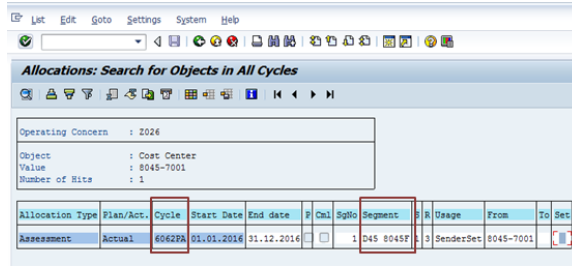 List Edit Goto Settings System Help
Allocations: Search for Objects in All Cycles
Operating Concern : Z026
Object : Cost Center
Value : 8045-7001
Number of Hits : 1
Allocation Type Plan/Act. Cycle Start Date End date P Cml SgNo Segment S R Usage From To Set
Assessment Actual 6062PA 01.01.2016 31.12.2016 1 D45 8045F 1 3 SenderSet 8045-7001